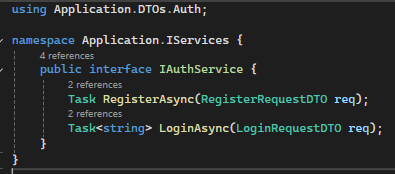 using Application.DTOs.Auth;
namespace Application.IServices {
4 references
public interface IAuthService {
2 references
Task RegisterAsync(RegisterRequestDTO req);
2 references
Task<string> LoginAsync(LoginRequestDTO req);
}
}